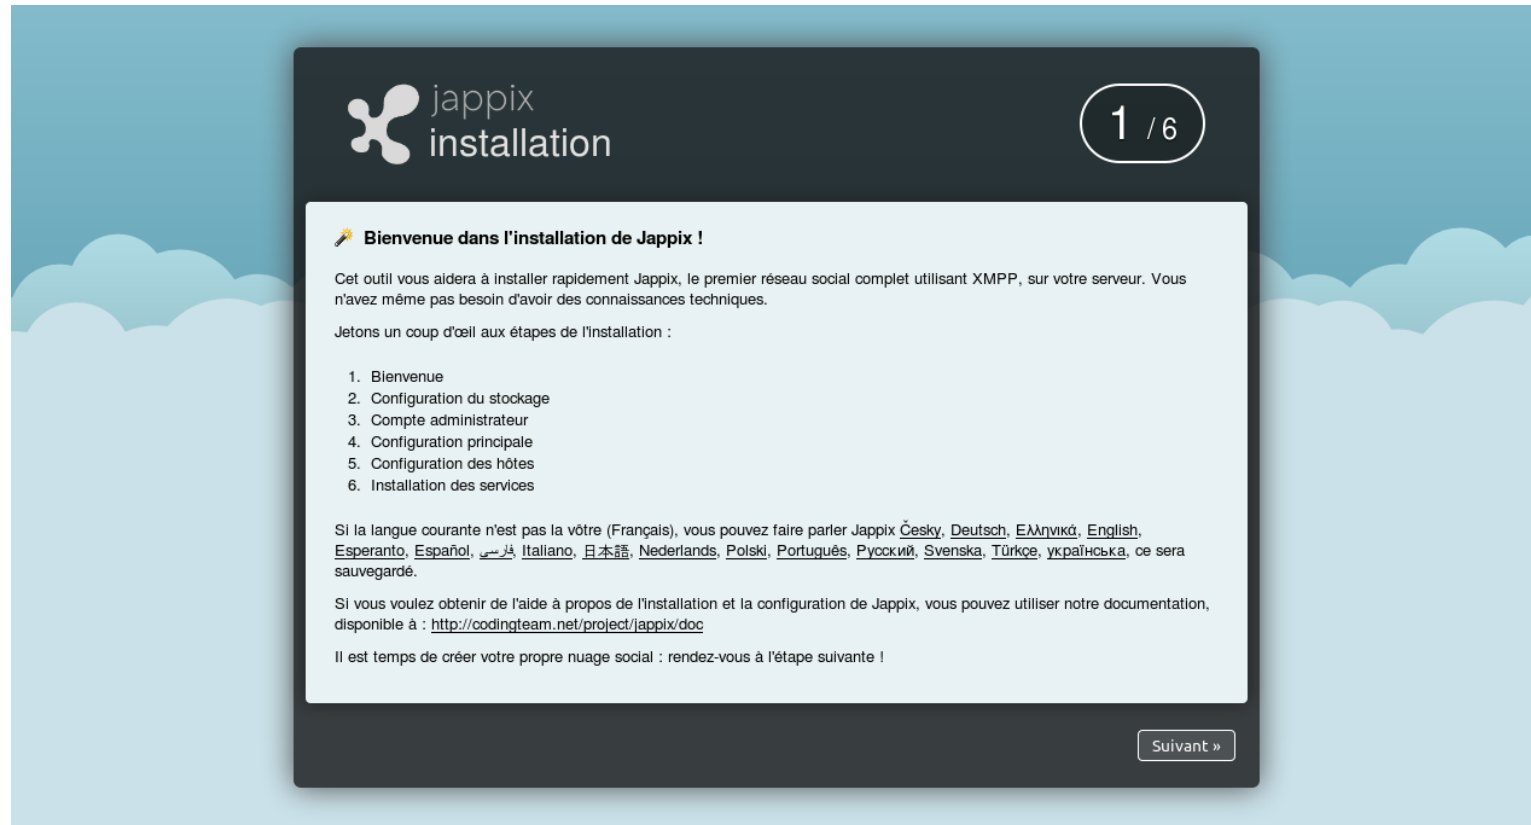 jappix
installation
1 / 6
Bienvenue dans l'installation de Jappix !
Cet outil vous aidera à installer rapidement Jappix, le premier réseau social complet utilisant XMPP, sur votre serveur. Vous
n'avez même pas besoin d'avoir des connaissances techniques.
Jetons un coup d'œil aux étapes de l'installation :
1. Bienvenue
2. Configuration du stockage
3. Compte administrateur
4. Configuration principale
5. Configuration des hôtes
6. Installation des services
Si la langue courante n'est pas la vôtre (Français), vous pouvez faire parler Jappix Česky, Deutsch, Ελληνικά, English,
Esperanto, Español, فارسی, Italiano, 日本語, Nederlands, Polski, Português, Русский, Svenska, Türkçe, українська, ce sera
sauvegardé.
Si vous voulez obtenir de l'aide à propos de l'installation et la configuration de Jappix, vous pouvez utiliser notre documentation,
disponible à : http://codingteam.net/project/jappix/doc
Il est temps de créer votre propre nuage social : rendez-vous à l'étape suivante !
Suivant »